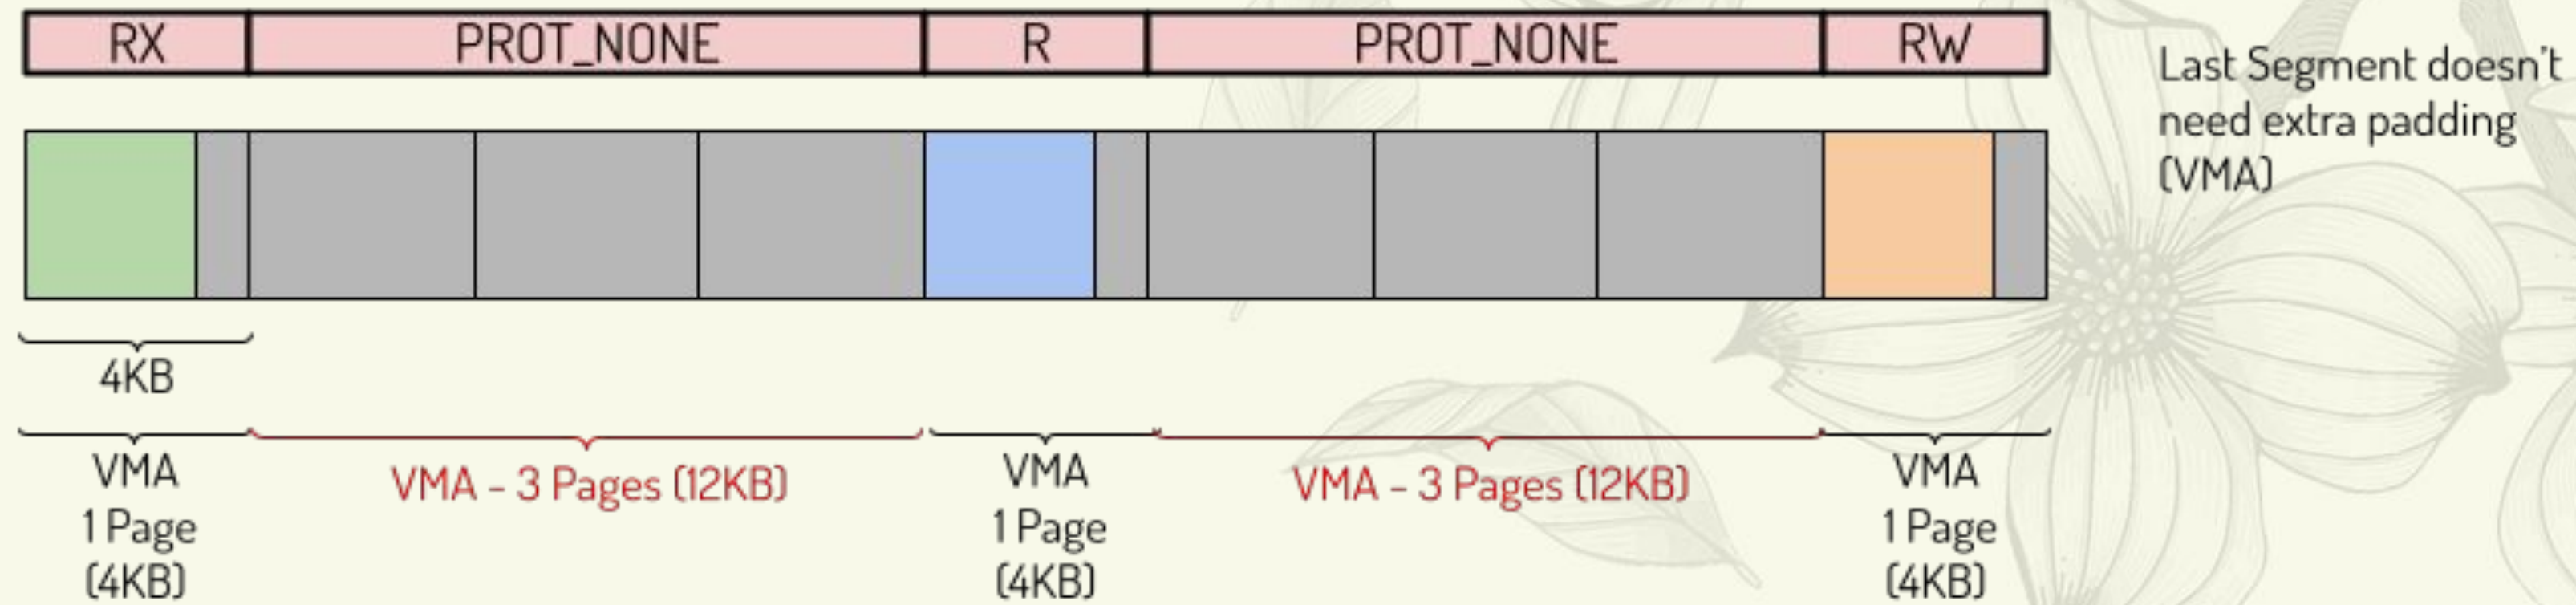 RX PROT_NONE R PROT_NONE RW
Last Segment doesn't
need extra padding
(VMA)
4KB
VMA
1 Page
(4KB)
VMA - 3 Pages (12KB)
VMA
1 Page
(4KB)
VMA - 3 Pages (12KB)
VMA
1 Page
(4KB)